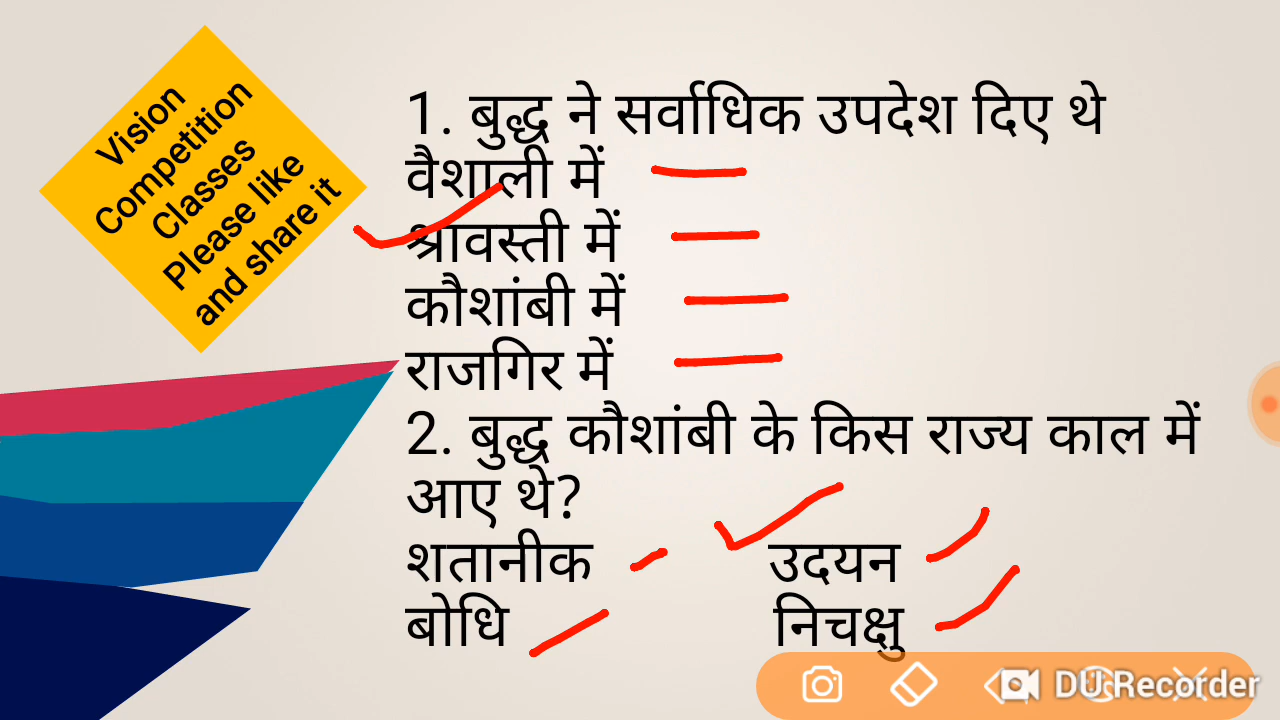 Vision
Competition
Classes
Please like
and share it
1. बुद्ध ने सर्वाधिक उपदेश दिए थे
वैशाली में
श्रावस्ती में
कौशांबी में
राजगिर में
2. बुद्ध कौशांबी के किस राज्य काल में
आए थे?
शतानीक उदयन
बोधि निचक्षु
DU Recorder